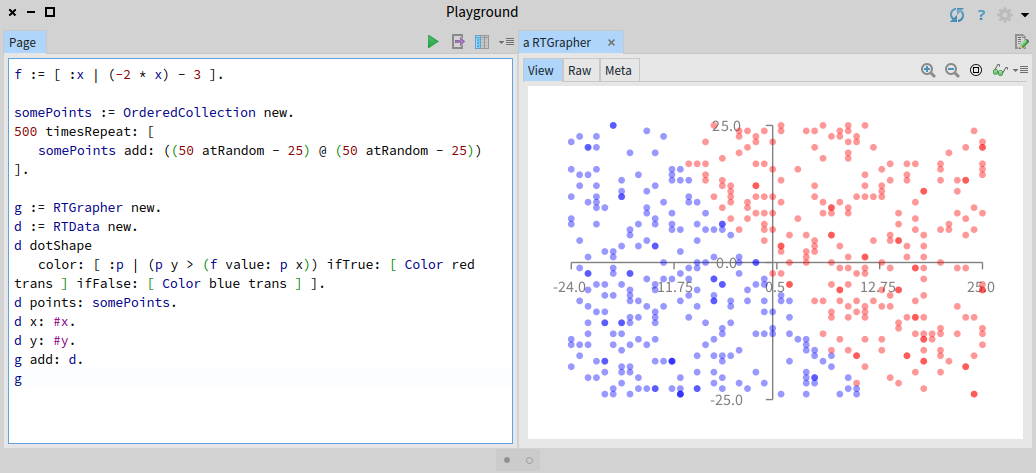 Playground
Page
f := [ :x | (-2 * x) - 3 ].
somePoints := OrderedCollection new.
500 timesRepeat: [
somePoints add: ((50 atRandom - 25) @ (50 atRandom - 25))
].
g := RTGrapher new.
d := RTData new.
d dotShape
color: [ :p | (p y > (f value: p x)) ifTrue: [ Color red
trans ] ifFalse: [ Color blue trans ] ].
d points: somePoints.
d x: #x.
d y: #y.
g add: d.
g
a RTGrapher
View Raw Meta
25.0
0.0
-24.0 -11.75 0.5 12.75 25.0
-25.0